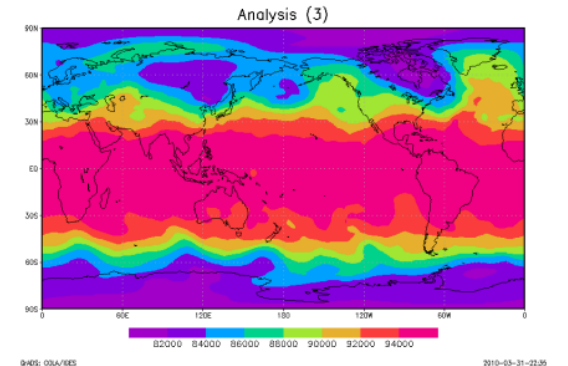 Analysis (3)
90N
60N
30N
EQ
30S
60S
90S
0 60E 120E 180 120W 60W 0
82000 84000 86000 88000 90000 92000 94000
GrADS: COLA/IGES 2010-03-31-22:35